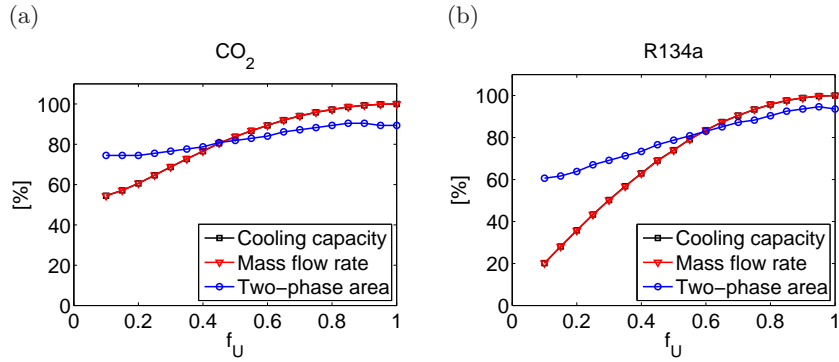 (a)
CO2
[%]
100
80
60
40
20
0
Cooling capacity
Mass flow rate
Two−phase area
0
0.2
0.4
0.6
0.8
1
fU
(b)
R134a
[%]
100
80
60
40
20
0
Cooling capacity
Mass flow rate
Two−phase area
0
0.2
0.4
0.6
0.8
1
fU